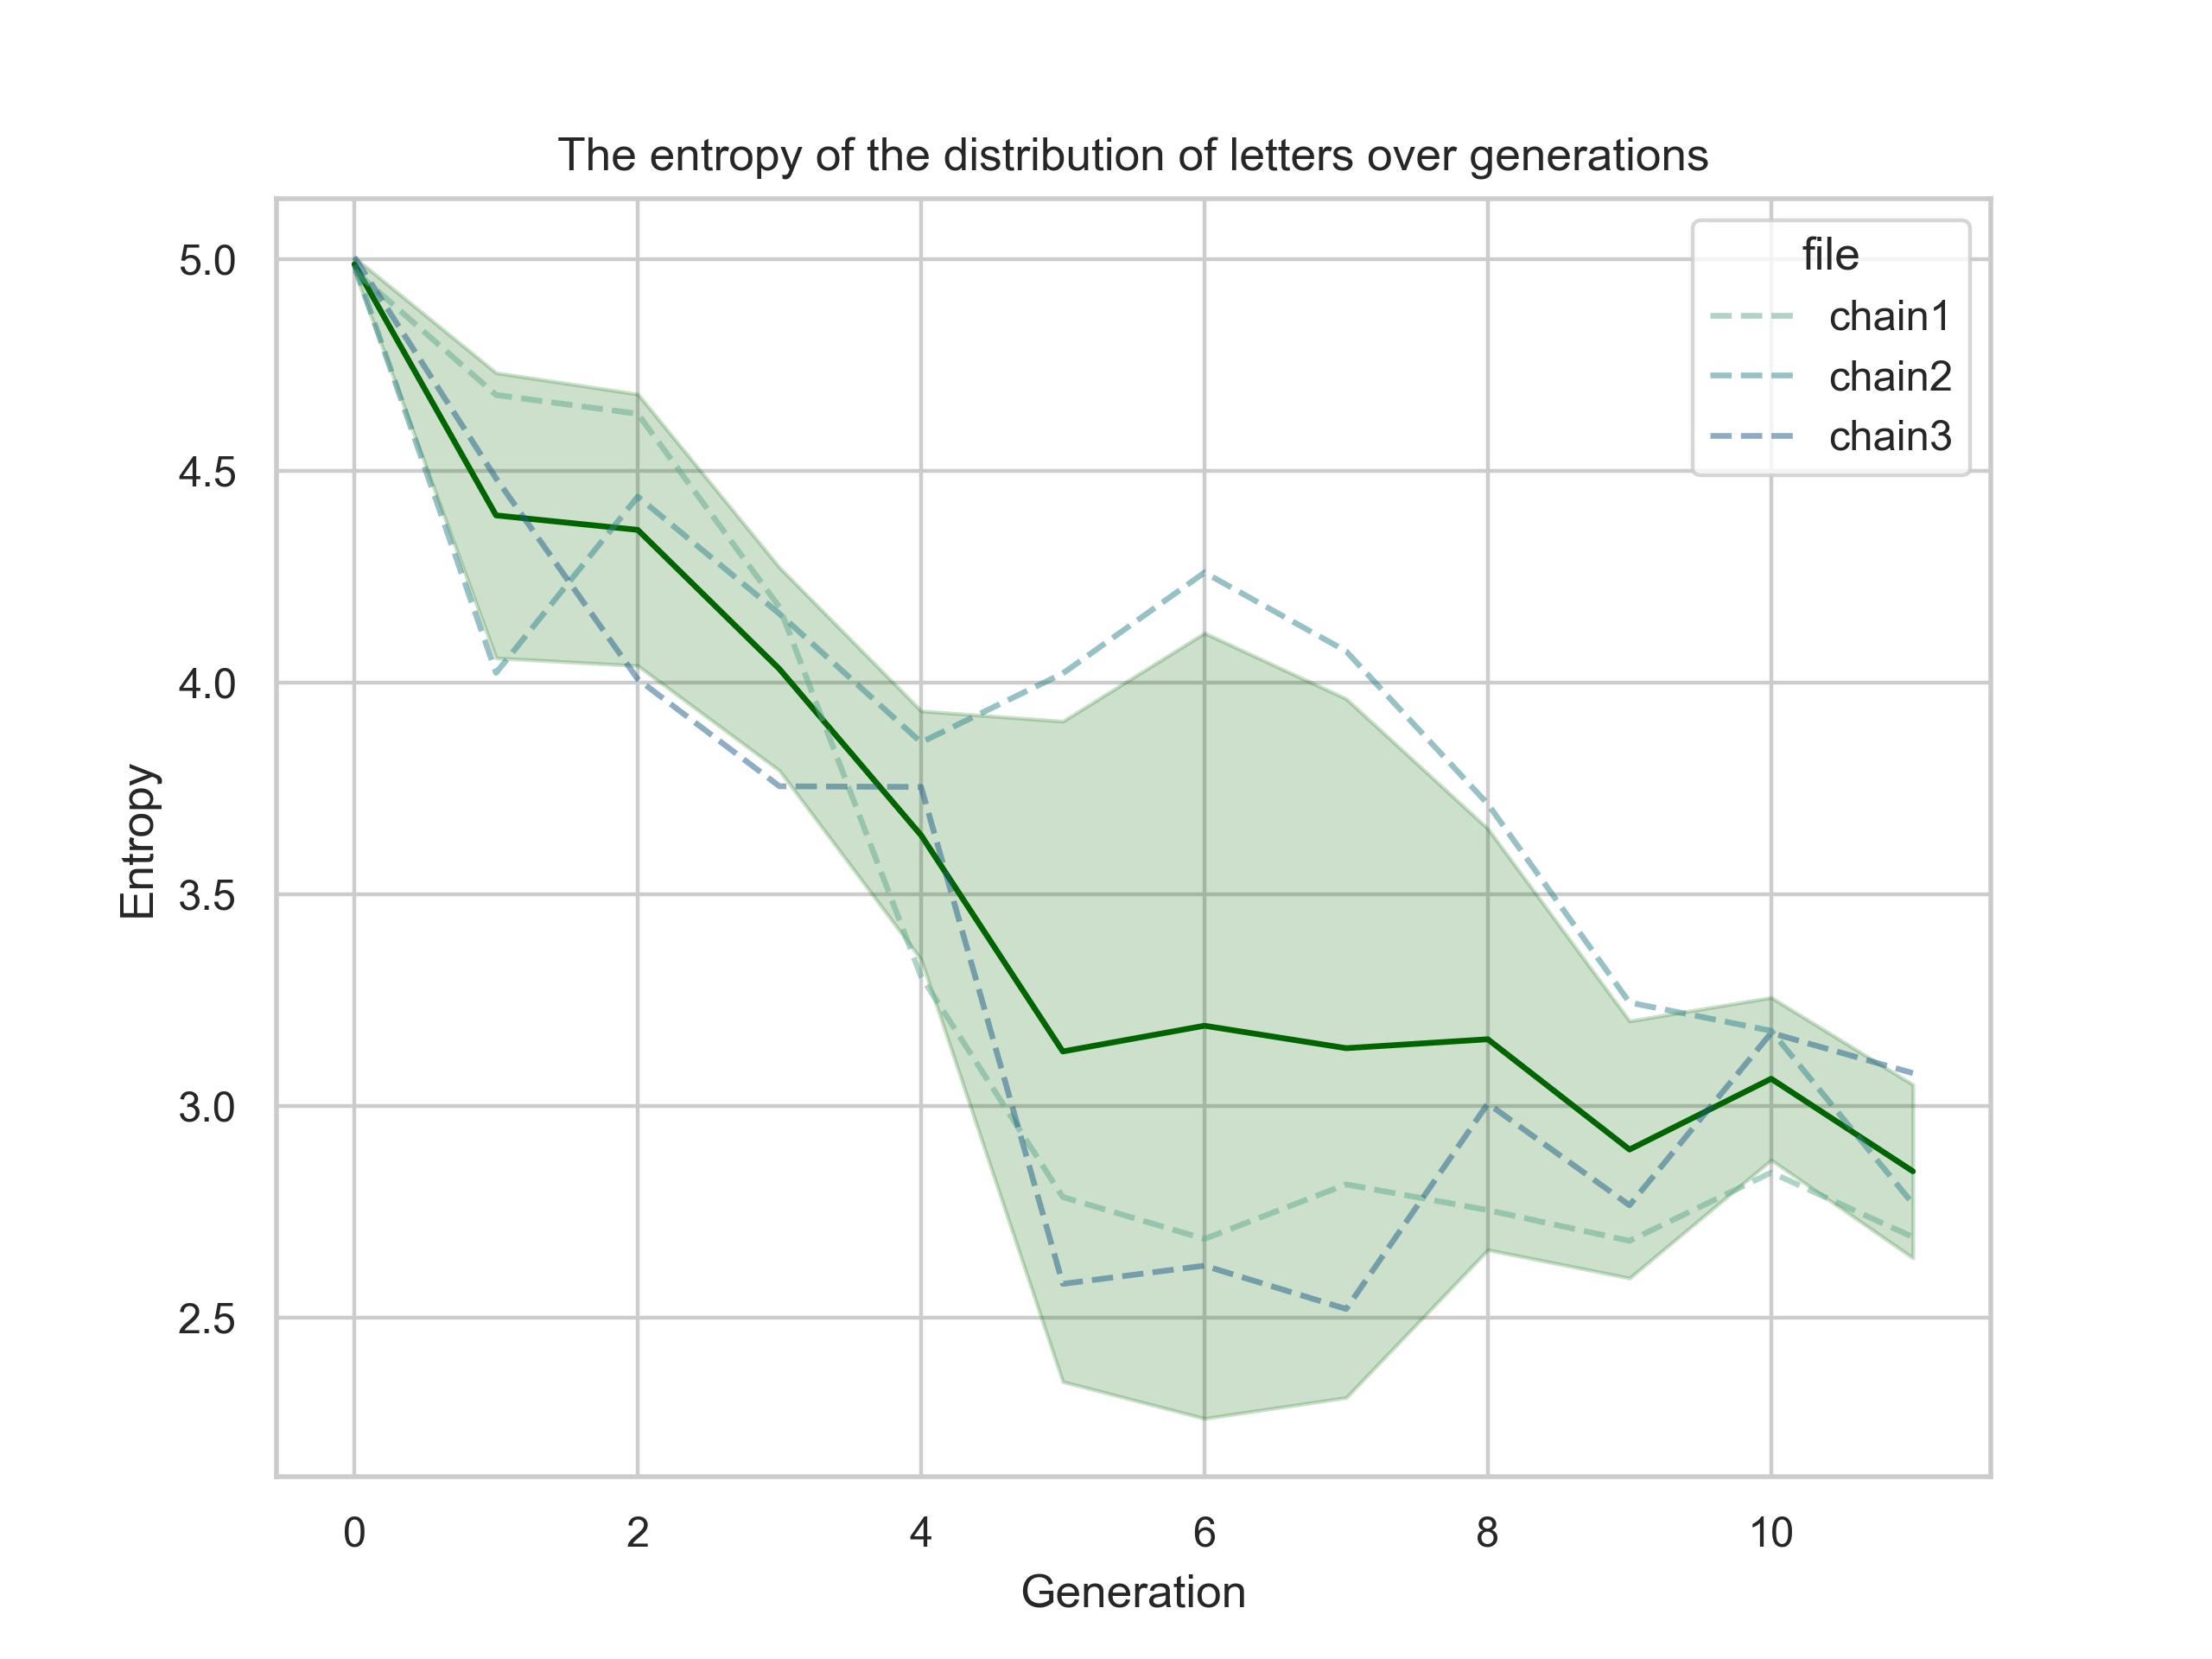 The entropy of the distribution of letters over generations
file
chain1
chain2
chain3
5.0
4.5
4.0
3.5
3.0
2.5
Entropy
0 2 4 6 8 10
Generation